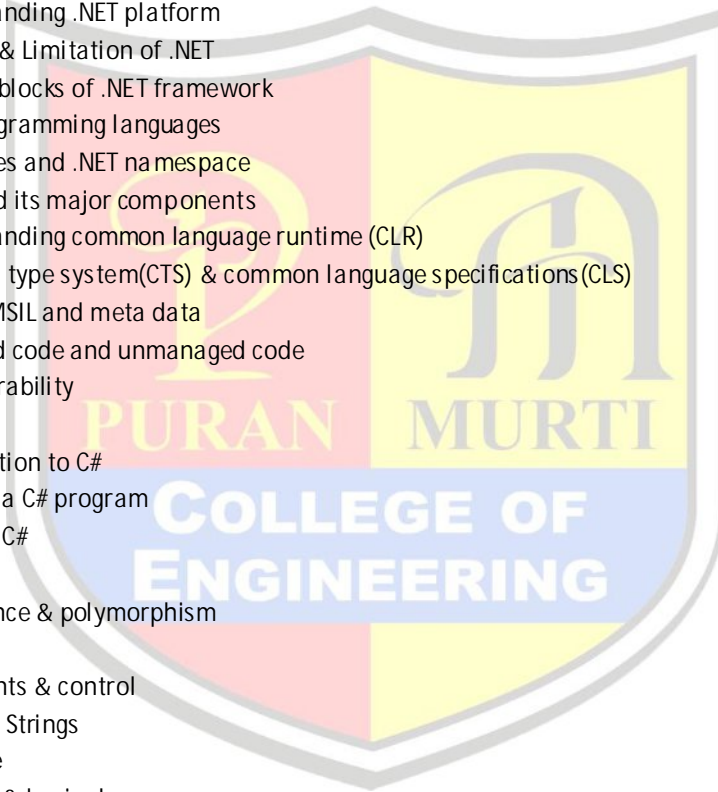 anding .NET platform
& Limitation of .NET
blocks of .NET framework
gramming languages
es and .NET namespace
d its major components
anding common language runtime (CLR)
type system(CTS) & common language specifications(CLS)
MSIL and meta data
d code and unmanaged code
rability
PURAN MURTI
tion to C#
a C# program
COLLEGE OF
C#
ENGINEERING
nce & polymorphism
nts & control
Strings
e